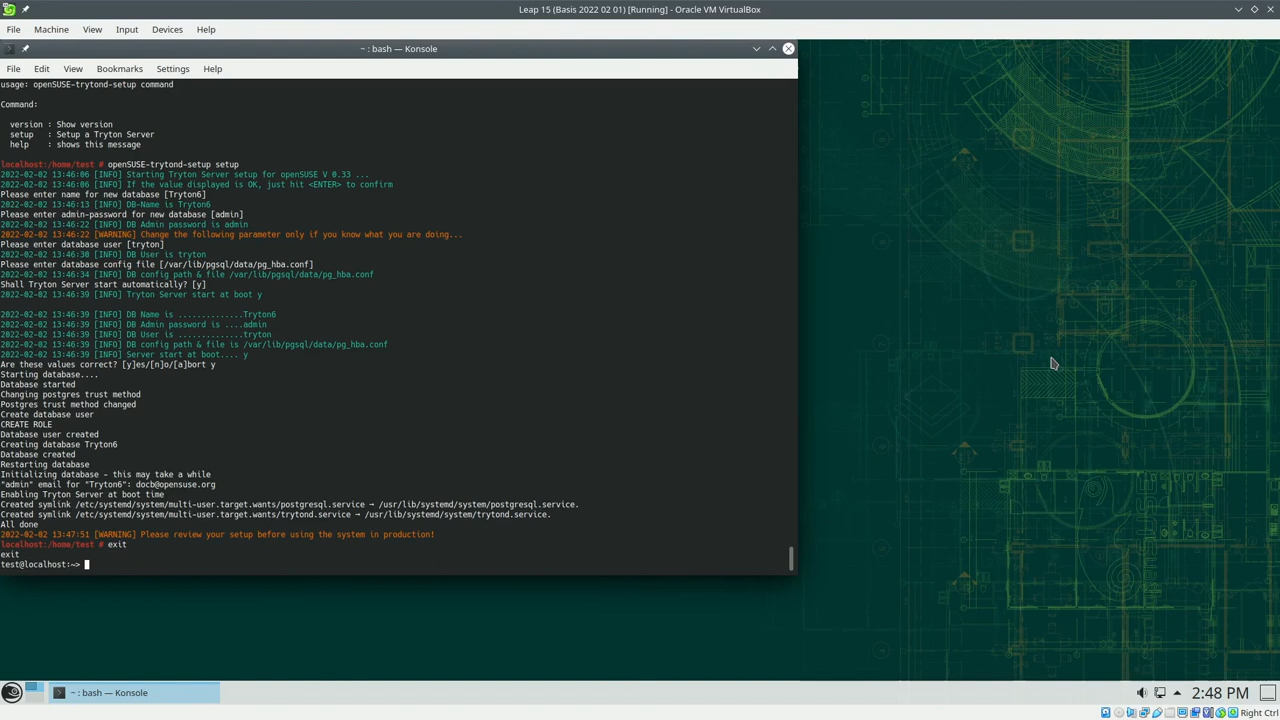 Leap 15 (Basis 2022 02 01) [Running] - Oracle VM VirtualBox
File Machine View Input Devices Help
~ : bash — Konsole
File Edit View Bookmarks Settings Help
usage: openSUSE-trytond-setup command
Command:
version : Show version
setup : Setup a Tryton Server
help : shows this message
localhost:/home/test # openSUSE-trytond-setup setup
2022-02-02 13:46:06 [INFO] Starting Tryton Server setup for openSUSE V 0.33 ...
2022-02-02 13:46:06 [INFO] If the value displayed is OK, just hit <ENTER> to confirm
Please enter name for new database [Tryton6]
2022-02-02 13:46:13 [INFO] DB-Name is Tryton6
Please enter admin-password for new database [admin]
2022-02-02 13:46:22 [INFO] DB Admin password is admin
2022-02-02 13:46:22 [WARNING] Change the following parameter only if you know what you are doing...
Please enter database user [tryton]
2022-02-02 13:46:30 [INFO] DB User is tryton
Please enter database config file [/var/lib/pgsql/data/pg_hba.conf]
2022-02-02 13:46:34 [INFO] DB config path & file /var/lib/pgsql/data/pg_hba.conf
Shall Tryton Server start automatically? [y]
2022-02-02 13:46:39 [INFO] Tryton Server start at boot y
2022-02-02 13:46:39 [INFO] DB Name is ..............Tryton6
2022-02-02 13:46:39 [INFO] DB Admin password is ....admin
2022-02-02 13:46:39 [INFO] DB User is ..............tryton
2022-02-02 13:46:39 [INFO] DB config path & file is /var/lib/pgsql/data/pg_hba.conf
2022-02-02 13:46:39 [INFO] Server start at boot.... y
Are these values correct? [y]es/[n]o/[a]bort y
Starting database....
Database started
Changing postgres trust method
Postgres trust method changed
Create database user
CREATE ROLE
Database user created
Creating database Tryton6
Database created
Restarting database
Initializing database - this may take a while
"admin" email for "Tryton6": docb@opensuse.org
Enabling Tryton Server at boot time
Created symlink /etc/systemd/system/multi-user.target.wants/postgresql.service → /usr/lib/systemd/system/postgresql.service.
Created symlink /etc/systemd/system/multi-user.target.wants/trytond.service → /usr/lib/systemd/system/trytond.service.
All done
2022-02-02 13:47:51 [WARNING] Please review your setup before using the system in production!
localhost:/home/test # exit
exit
test@localhost:~>
~ : bash — Konsole
2:48 PM
Right Ctrl